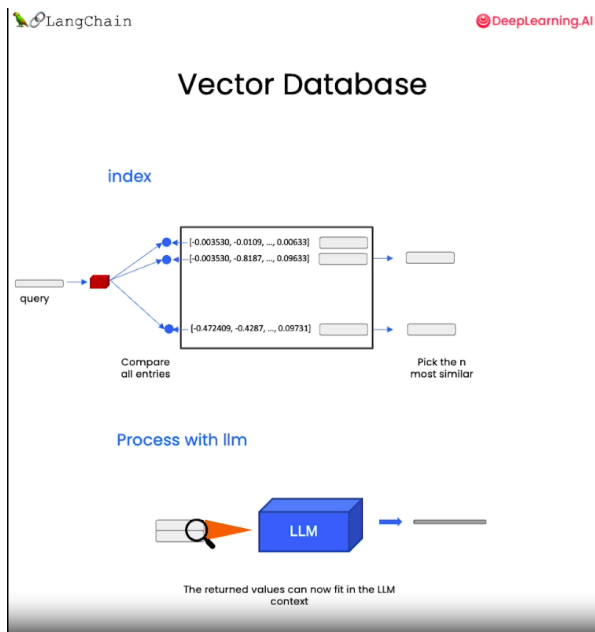 LangChain
DeepLearning.AI
Vector Database
index
[-0.003530, -0.0109, ..., 0.00633]
[-0.003530, -0.8187, ..., 0.09633]
query
[-0.472409, -0.4287, ..., 0.09731]
Compare
all entries
Pick the n
most similar
Process with llm
LLM
The returned values can now fit in the LLM
context